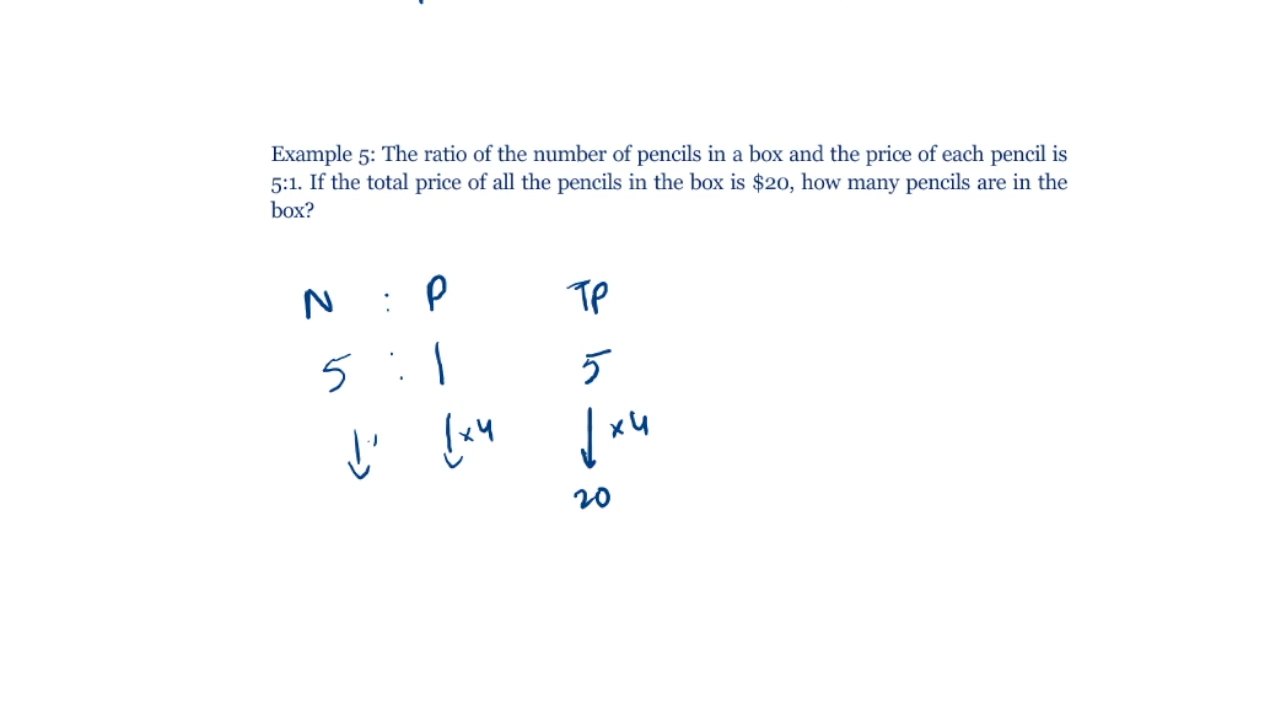 Example 5: The ratio of the number of pencils in a box and the price of each pencil is
5:1. If the total price of all the pencils in the box is $20, how many pencils are in the
box?
N : P TP
5 : 1 5
×4 ×4
20